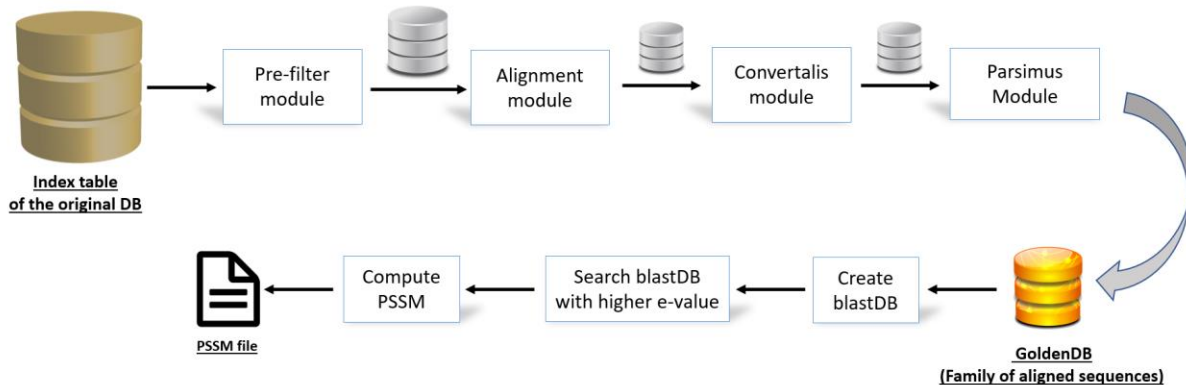 Pre-filter
module
Alignment
module
Convertalis
module
Parsimus
Module
Index table
of the original DB
Compute
PSSM
Search blastDB
with higher e-value
Create
blastDB
PSSM file
GoldenDB
(Family of aligned sequences)